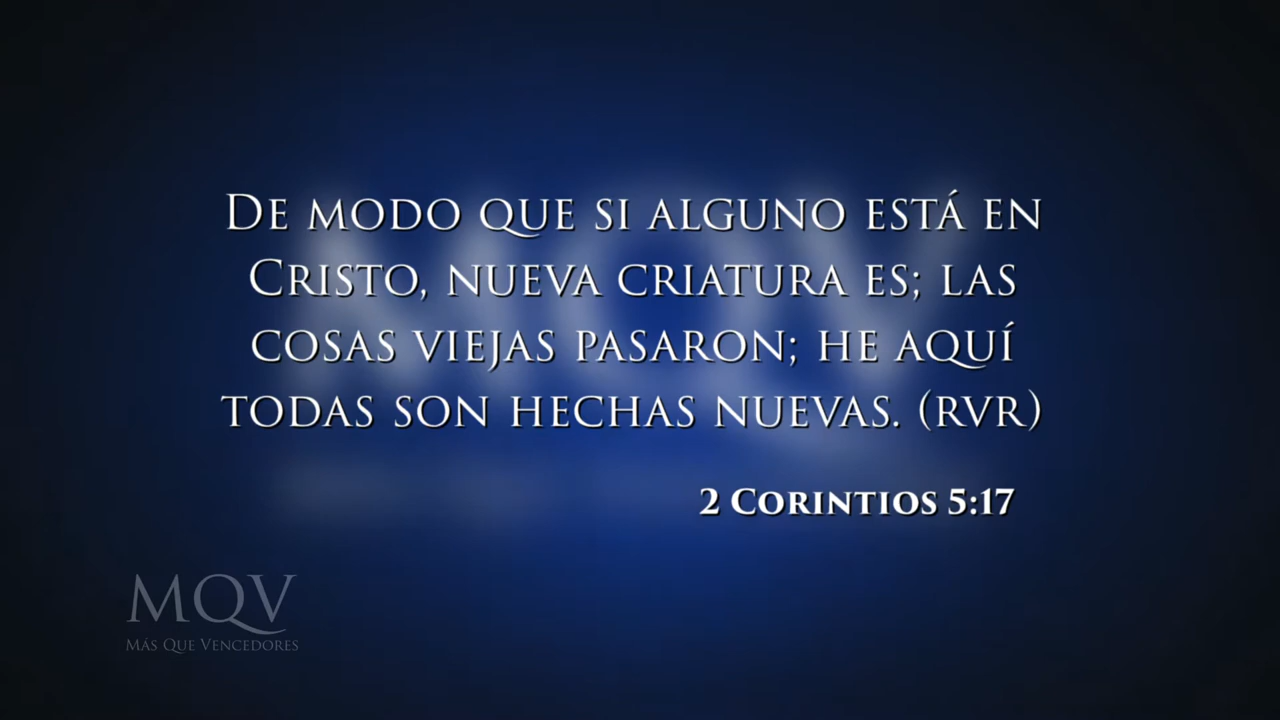 De modo que si alguno está en
Cristo, nueva criatura es; las
cosas viejas pasaron; he aquí
todas son hechas nuevas. (RVR)
2 Corintios 5:17
MQV
Más Que Vencedores